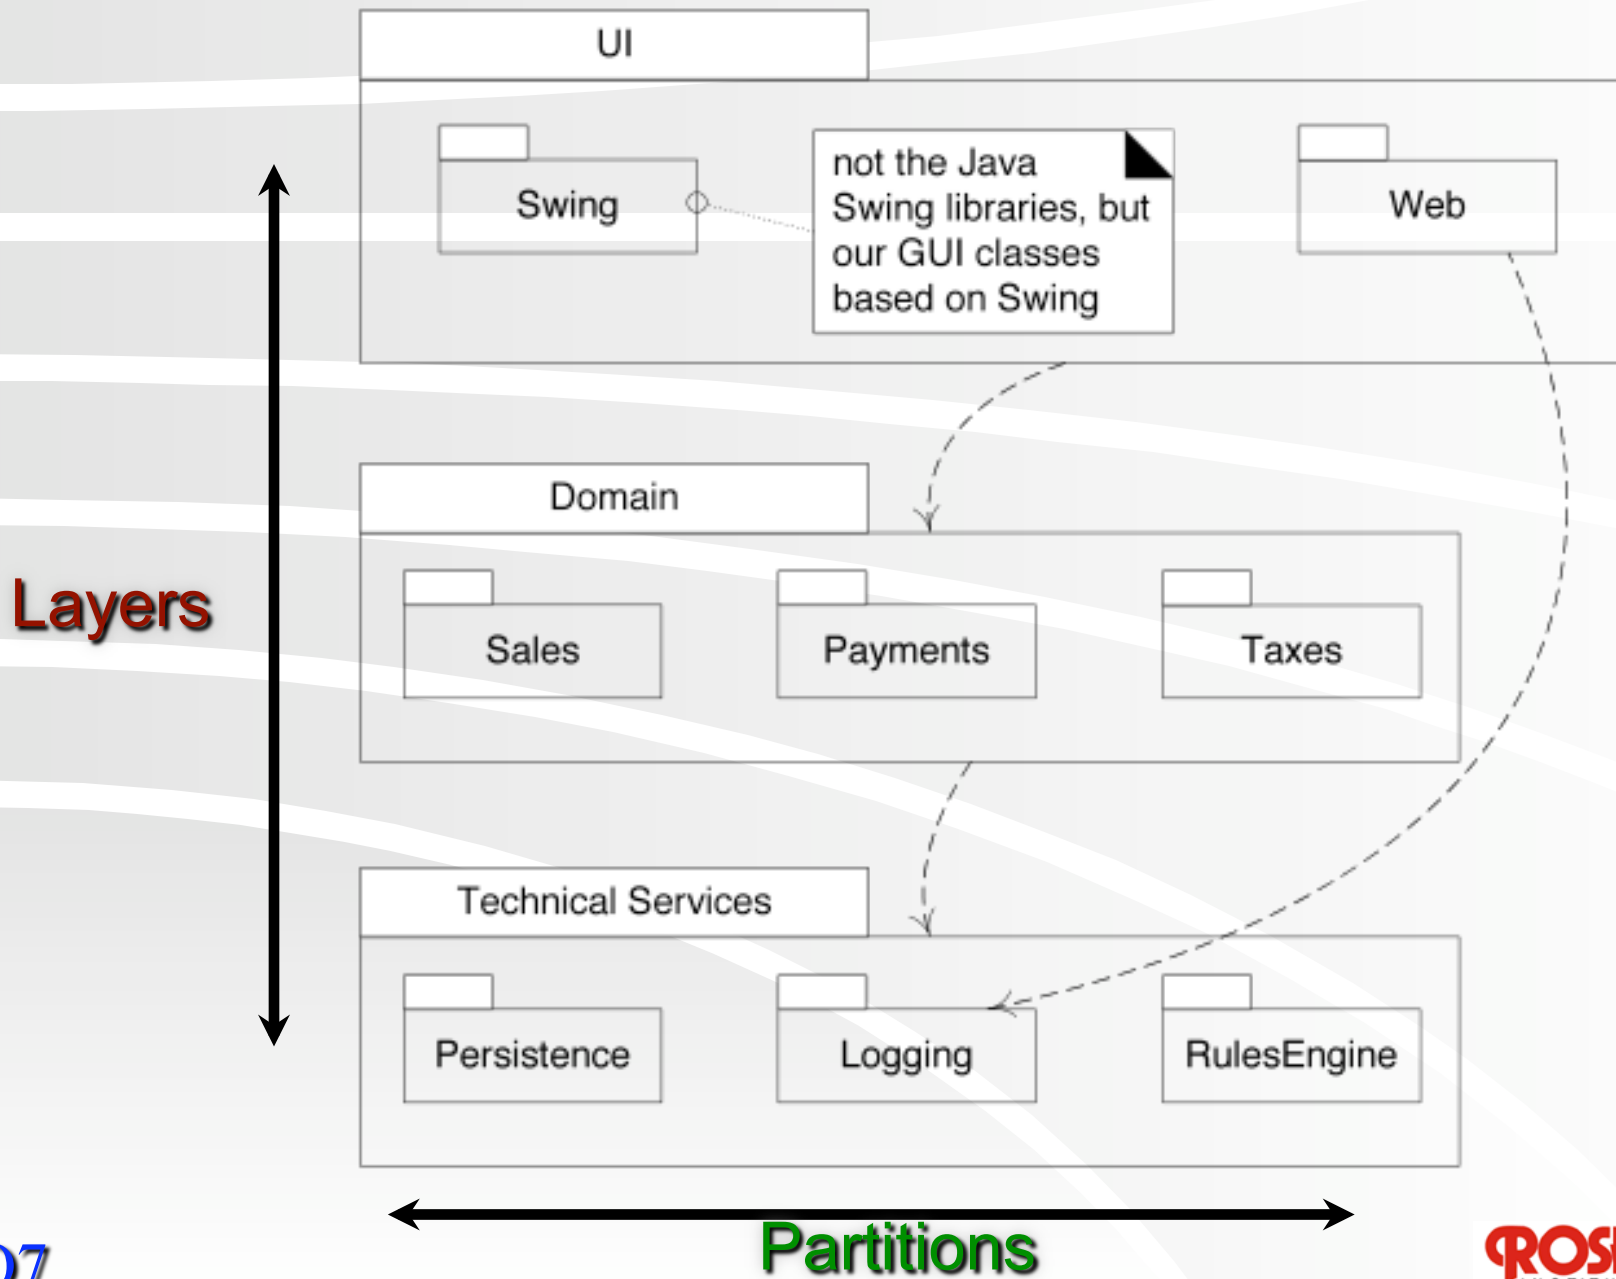 UI
Swing
not the Java
Swing libraries, but
our GUI classes
based on Swing
Web
Domain
Layers
Sales
Payments
Taxes
Technical Services
Persistence
Logging
RulesEngine
Partitions